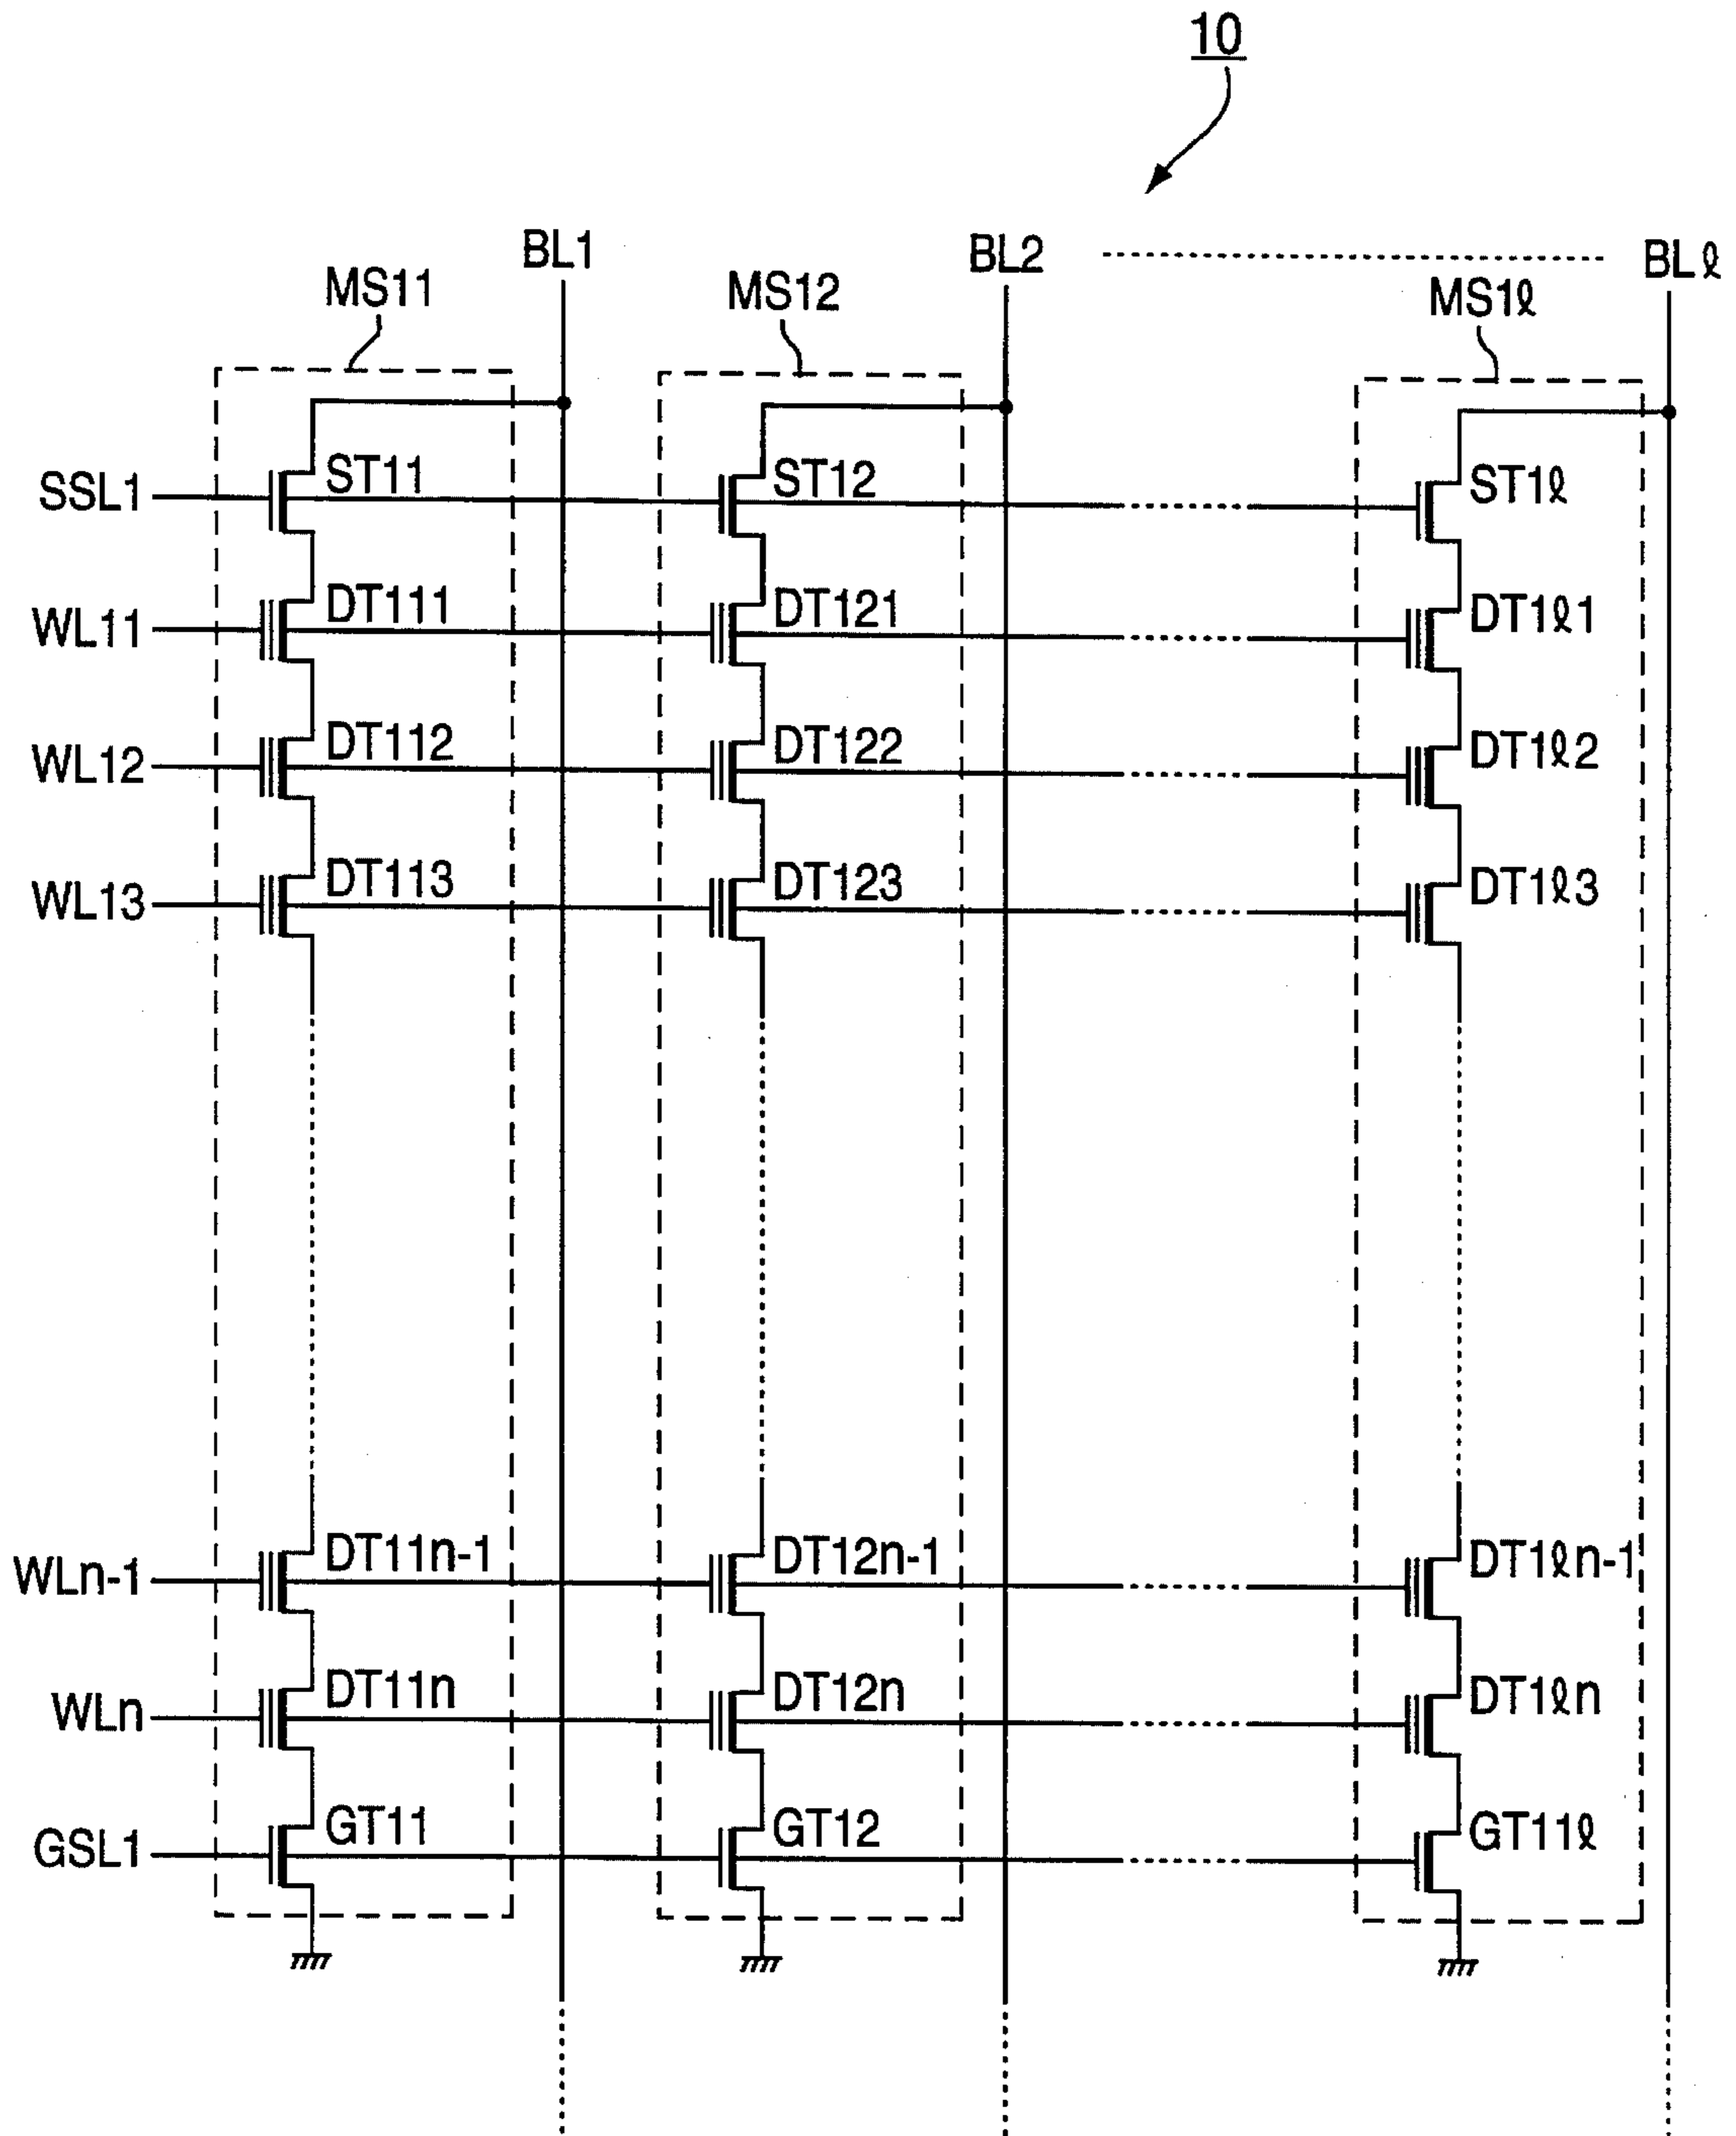 10
BL1
BL2
BLℓ
MS11
MS12
MS1ℓ
SSL1
ST11
ST12
ST1ℓ
WL11
DT111
DT121
DT1ℓ1
WL12
DT112
DT122
DT1ℓ2
WL13
DT113
DT123
DT1ℓ3
WLn-1
DT11n-1
DT12n-1
DT1ℓn-1
WLn
DT11n
DT12n
DT1ℓn
GSL1
GT11
GT12
GT11ℓ